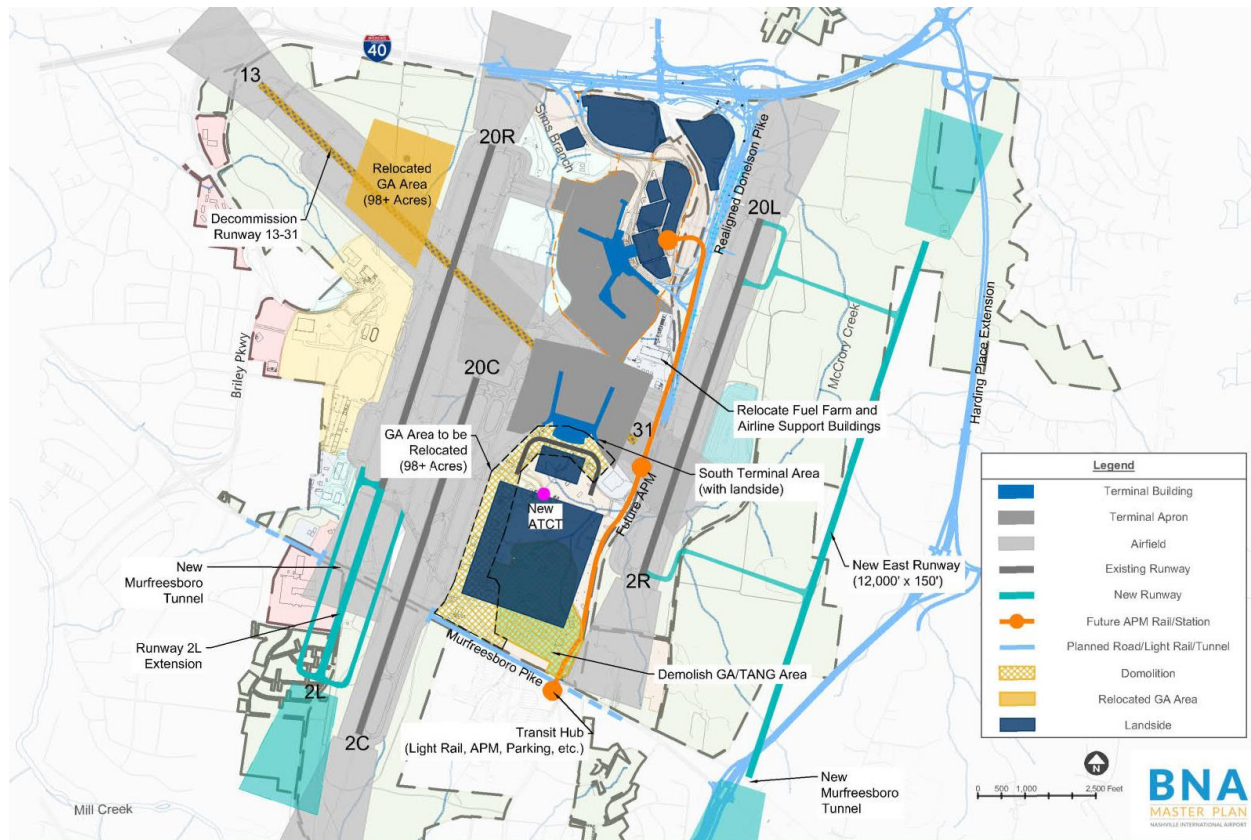 INTERSTATE
40
13
20R
Sims Branch
Realigned Donelson Pike
Relocated
GA Area
(98+ Acres)
Decommission
Runway 13-31
20L
McCrory Creek
Harding Place Extension
Briley Pkwy
20C
Relocate Fuel Farm and
Airline Support Buildings
31
GA Area to be
Relocated
(98+ Acres)
South Terminal Area
(with landside)
New
ATCT
Future APM
New East Runway
(12,000' x 150')
2R
New
Murfreesboro
Tunnel
Runway 2L
Extension
Murfreesboro Pike
Demolish GA/TANG Area
2L
2C
Transit Hub
(Light Rail, APM, Parking, etc.)
New
Murfreesboro
Tunnel
Mill Creek
Legend
Terminal Building
Terminal Apron
Airfield
Existing Runway
New Runway
Future APM Rail/Station
Planned Road/Light Rail/Tunnel
Domolition
Relocated GA Area
Landside
N
0 500 1,000 2,500 Feet
BNA
MASTER PLAN
NASHVILLE INTERNATIONAL AIRPORT